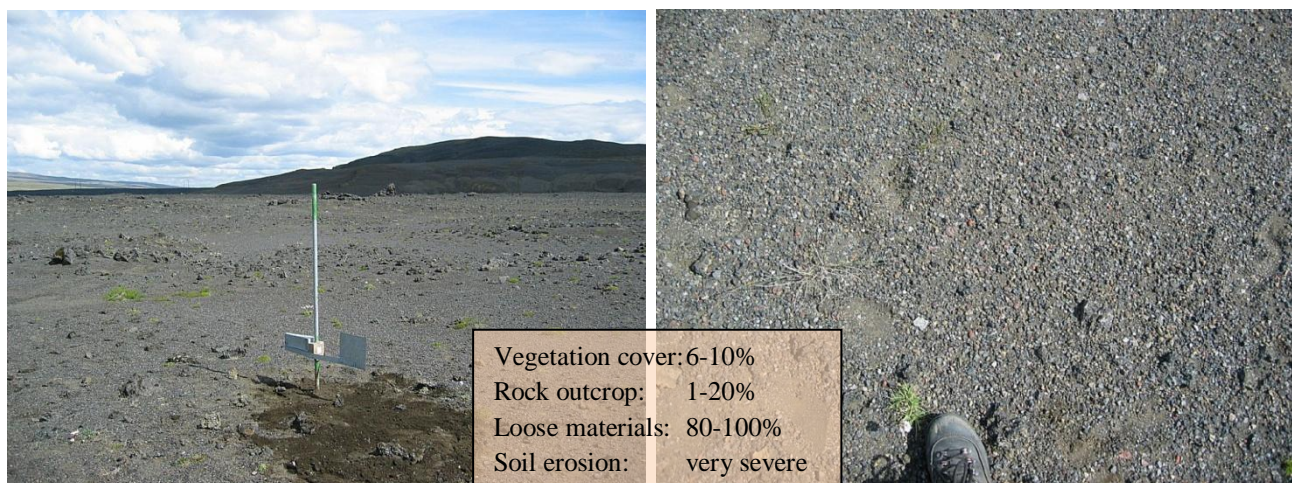 Vegetation cover: 6-10%
Rock outcrop: 1-20%
Loose materials: 80-100%
Soil erosion: very severe